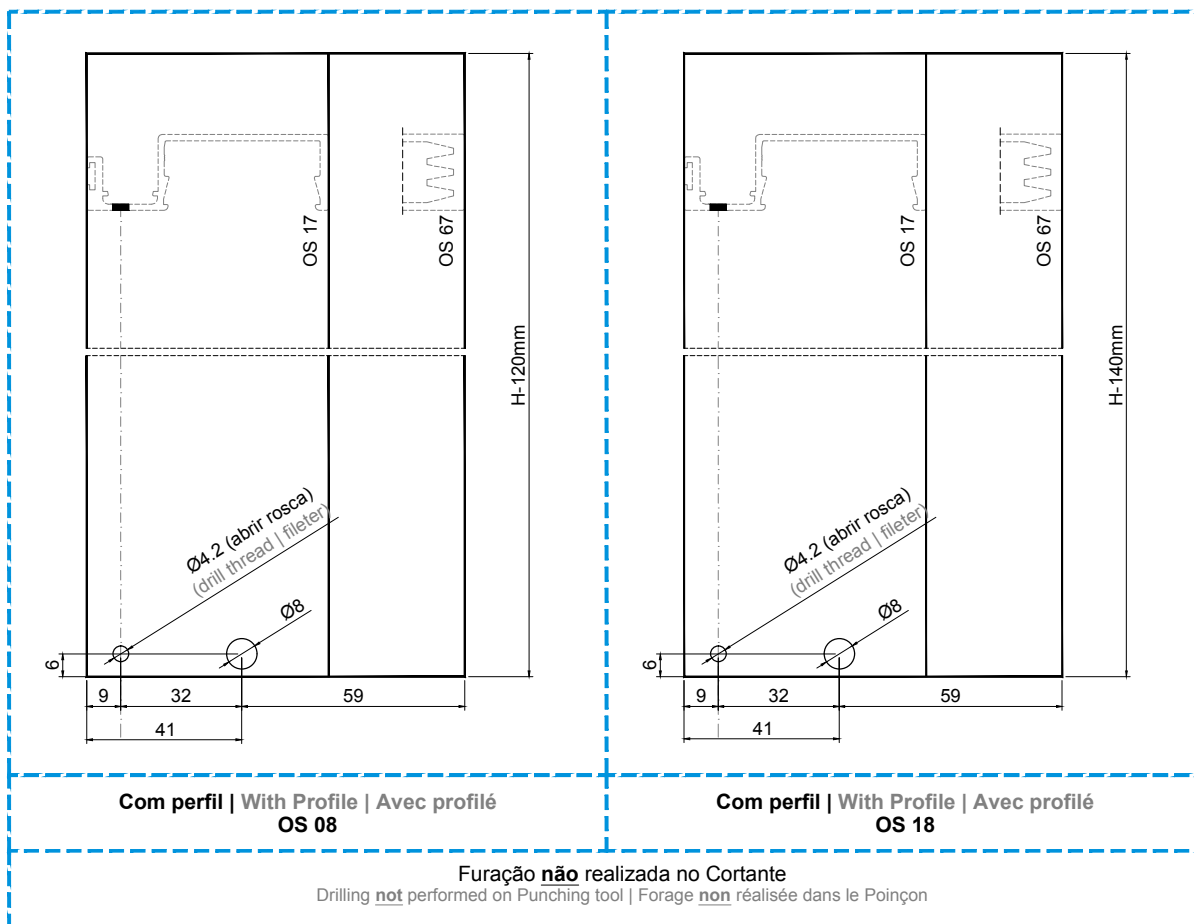 OS 17
OS 67
H-120mm
Ø4.2 (abrir rosca)
(drill thread | fileter)
Ø8
6
9
32
59
41
Com perfil | With Profile | Avec profilé
OS 08
OS 17
OS 67
H-140mm
Ø4.2 (abrir rosca)
(drill thread | fileter)
Ø8
6
9
32
59
41
Com perfil | With Profile | Avec profilé
OS 18
Furação não realizada no Cortante
Drilling not performed on Punching tool | Forage non réalisée dans le Poinçon